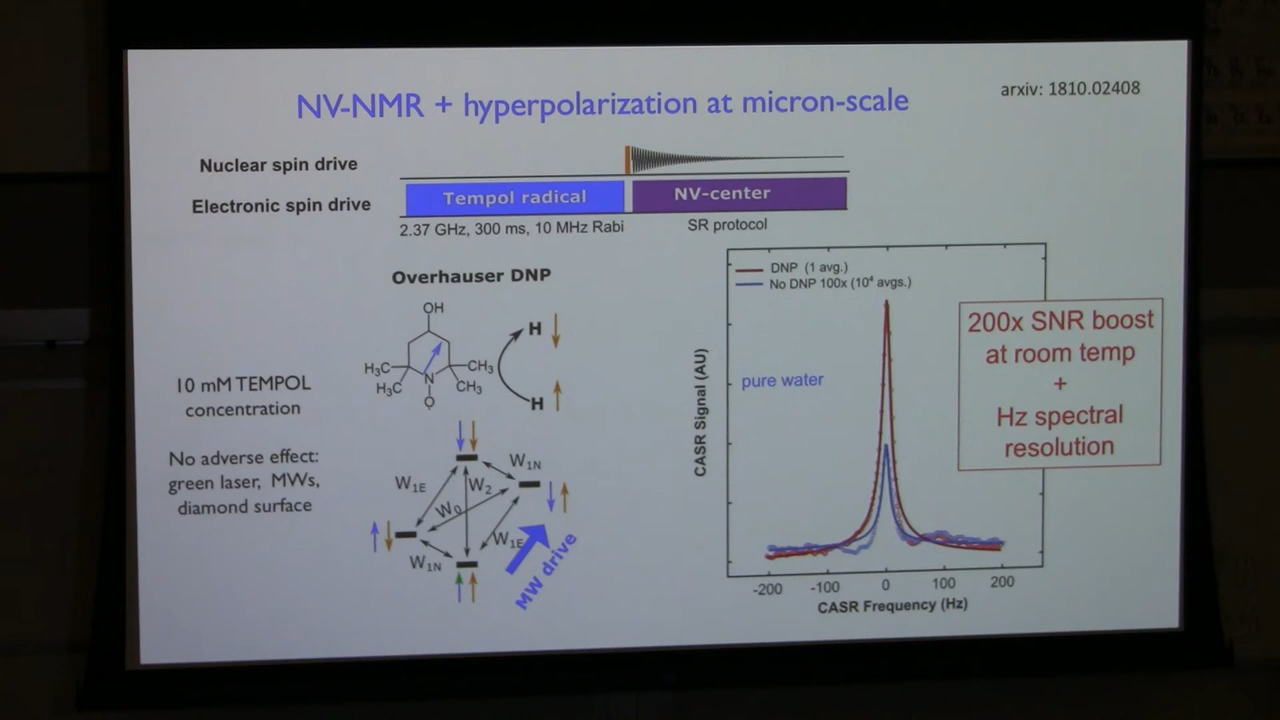 NV-NMR + hyperpolarization at micron-scale
arxiv: 1810.02408
Nuclear spin drive
Electronic spin drive
Tempol radical
NV-center
2.37 GHz, 300 ms, 10 MHz Rabi
SR protocol
Overhauser DNP
OH
H₃C
H₃C
N
O
CH₃
CH₃
H
H
10 mM TEMPOL
concentration
No adverse effect:
green laser, MWs,
diamond surface
W1E
W2
W1N
W0
W1E
W1N
MW drive
DNP (1 avg.)
No DNP 100x (10⁴ avgs.)
pure water
CASR Signal (AU)
-200 -100 0 100 200
CASR Frequency (Hz)
200x SNR boost
at room temp
+
Hz spectral
resolution